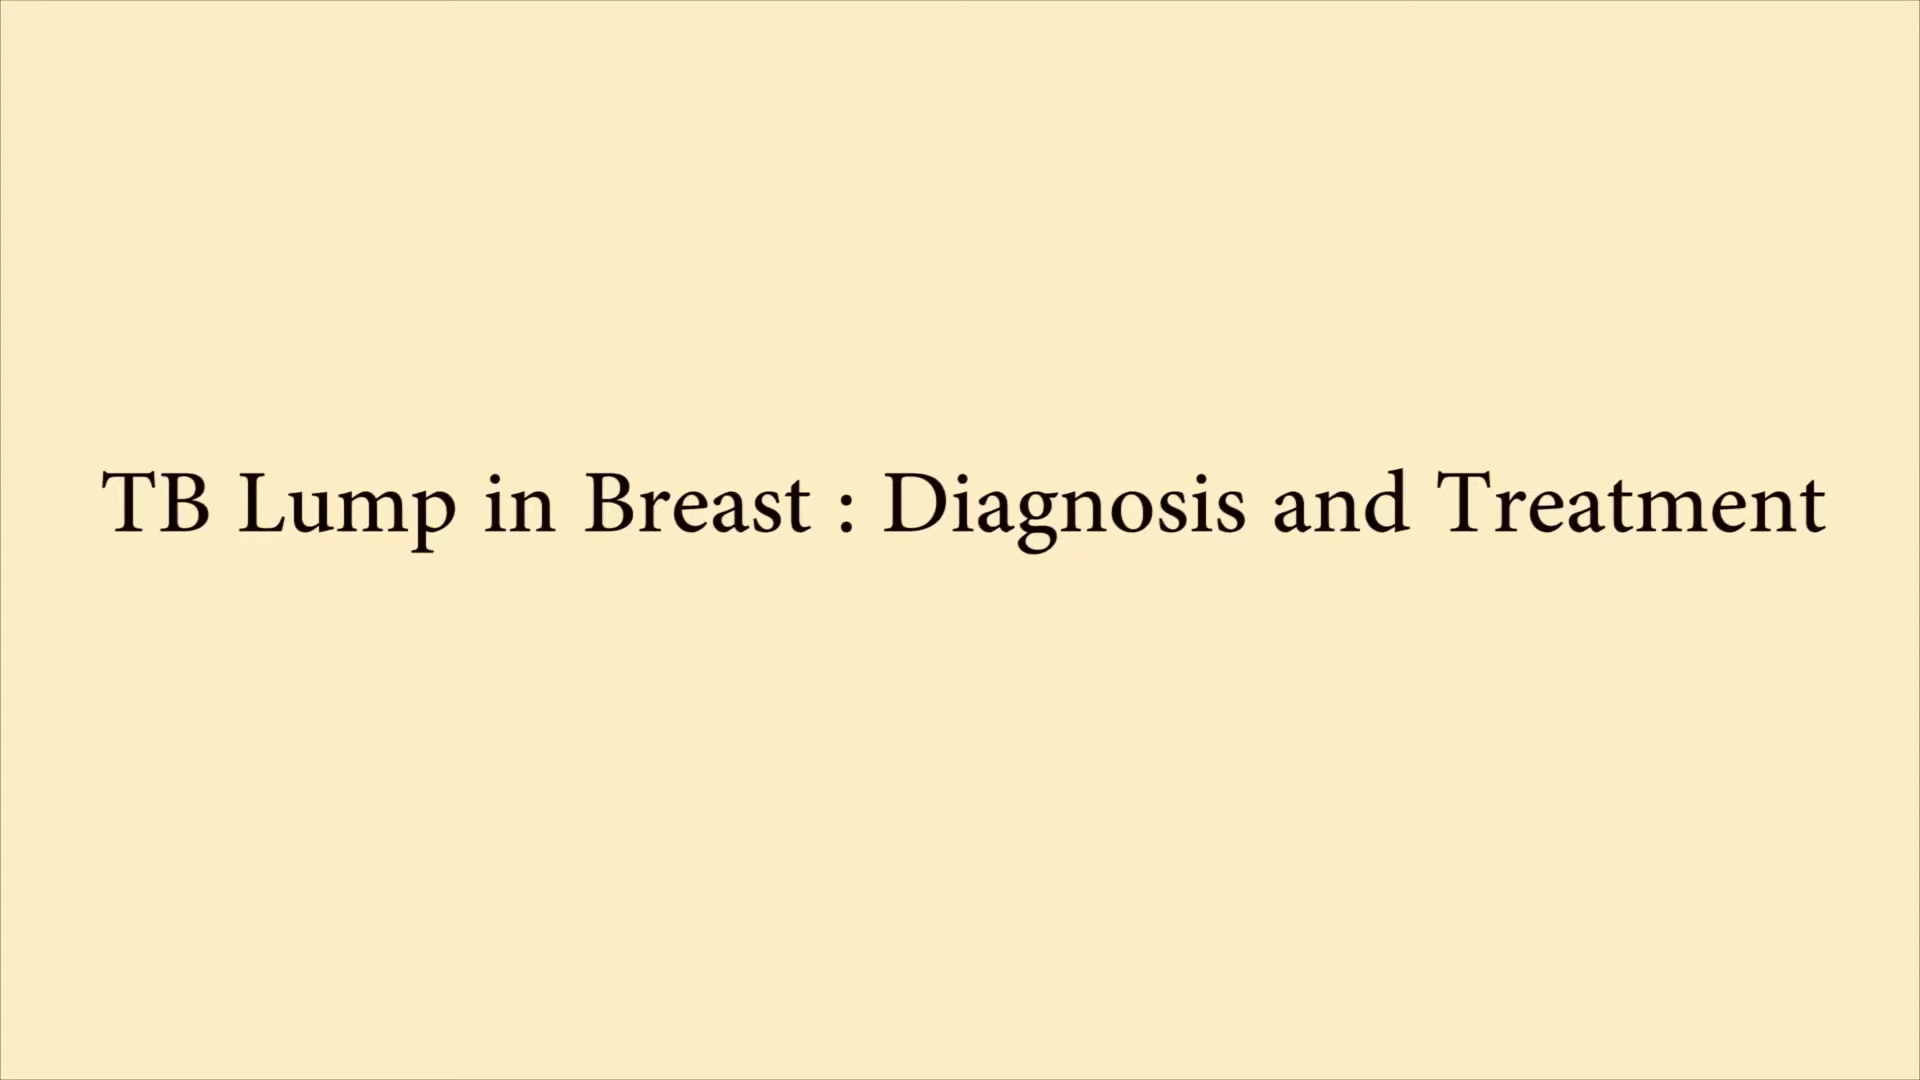 TB Lump in Breast : Diagnosis and Treatment